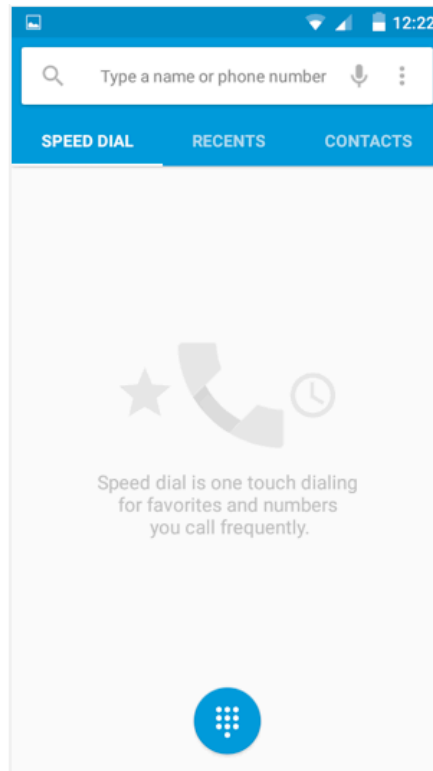 12:22
Type a name or phone number
SPEED DIAL RECENTS CONTACTS
Speed dial is one touch dialing
for favorites and numbers
you call frequently.